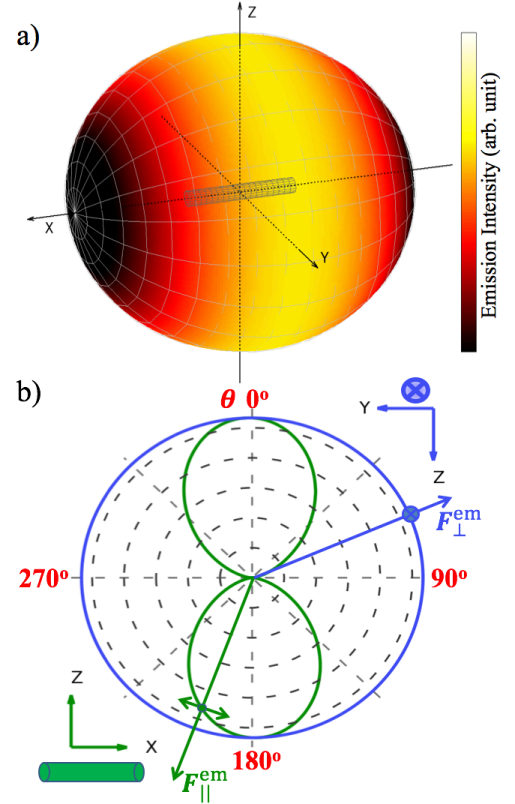 a)
Z
X
Y
Emission Intensity (arb. unit)
b)
θ 0°
Y
Z
F⊥em
270°
90°
Z
X
180°
F||em